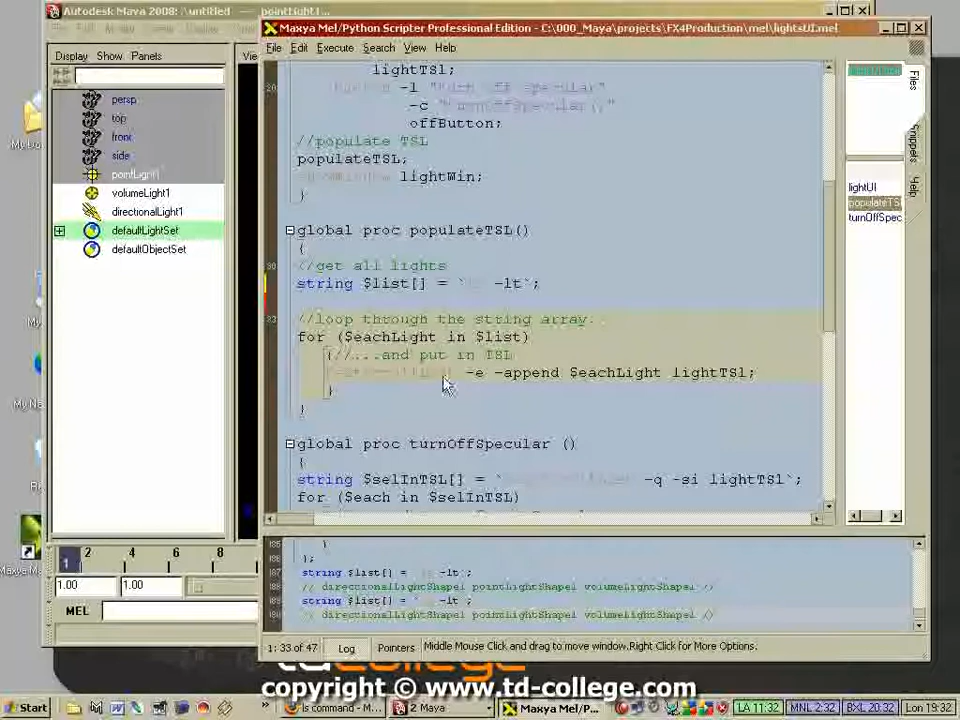 Autodesk Maya 2008: \untitled --- pointLight1...
Maxya Mel/Python Scripter Professional Edition - C:\000_Maya\projects\FX4Production\mel\lightsUI.mel
File Edit Execute Search View Help
Display Show Panels
persp
top
front
side
pointLight1
volumeLight1
directionalLight1
defaultLightSet
defaultObjectSet
lightTSl;
-c "turnOffSpecular()"
offButton;
//populate TSL
populateTSL;
lightWin;
}
global proc populateTSL()
{
//get all lights
string $list[] = ` -lt`;
//loop through the string array..
for ($eachLight in $list)
{//...and put in TSL
-e -append $eachLight lightTSl;
}
}
global proc turnOffSpecular ()
{
string $selInTSL[] = ` -q -si lightTSl`;
for ($each in $selInTSL)
Files
Snippets
Help
lightUI
populateTS
turnOffSpec
}
};
string $list[] = ` -lt`;
// directionalLightShape1 pointLightShape1 volumeLightShape1 //
string $list[] = ` -lt`;
// directionalLightShape1 pointLightShape1 volumeLightShape1 //
2 4 6 8
1
1.00 1.00
MEL
1: 33 of 47 Log Pointers Middle Mouse Click and drag to move window.Right Click for More Options.
copyright © www.td-college.com
Start ls command - M... 2 Maya Maxya Mel/P... LA 11:32 MNL 2:32 BXL 20:32 Lon 19:32